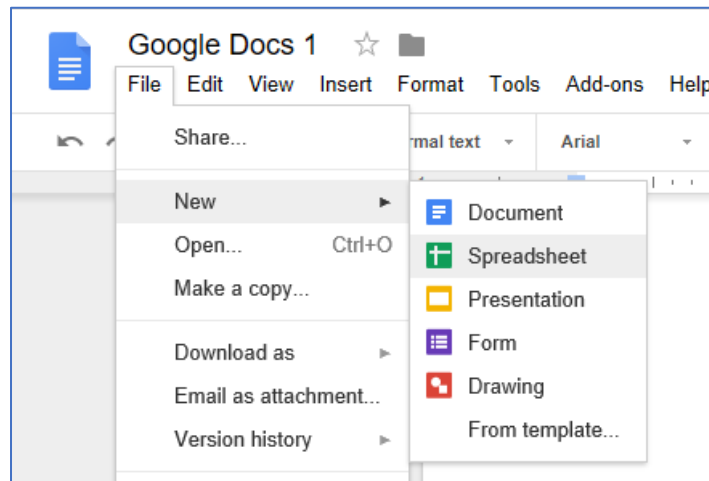 Google Docs 1
File Edit View Insert Format Tools Add-ons Help
rmal text Arial
Share...
New
Open... Ctrl+O
Make a copy...
Download as
Email as attachment...
Version history
Document
Spreadsheet
Presentation
Form
Drawing
From template...